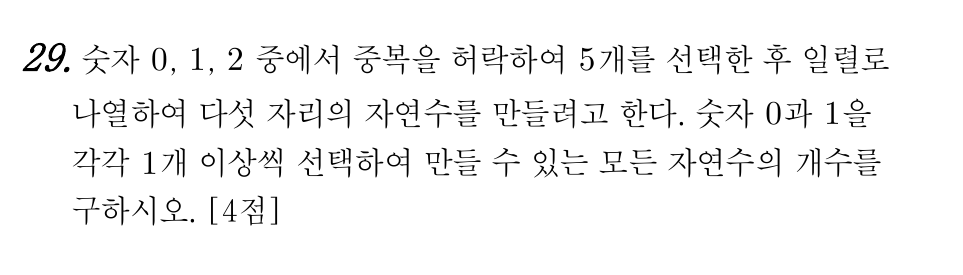 29. 숫자 0, 1, 2 중에서 중복을 허락하여 5개를 선택한 후 일렬로
나열하여 다섯 자리의 자연수를 만들려고 한다. 숫자 0과 1을
각각 1개 이상씩 선택하여 만들 수 있는 모든 자연수의 개수를
구하시오. [4점]